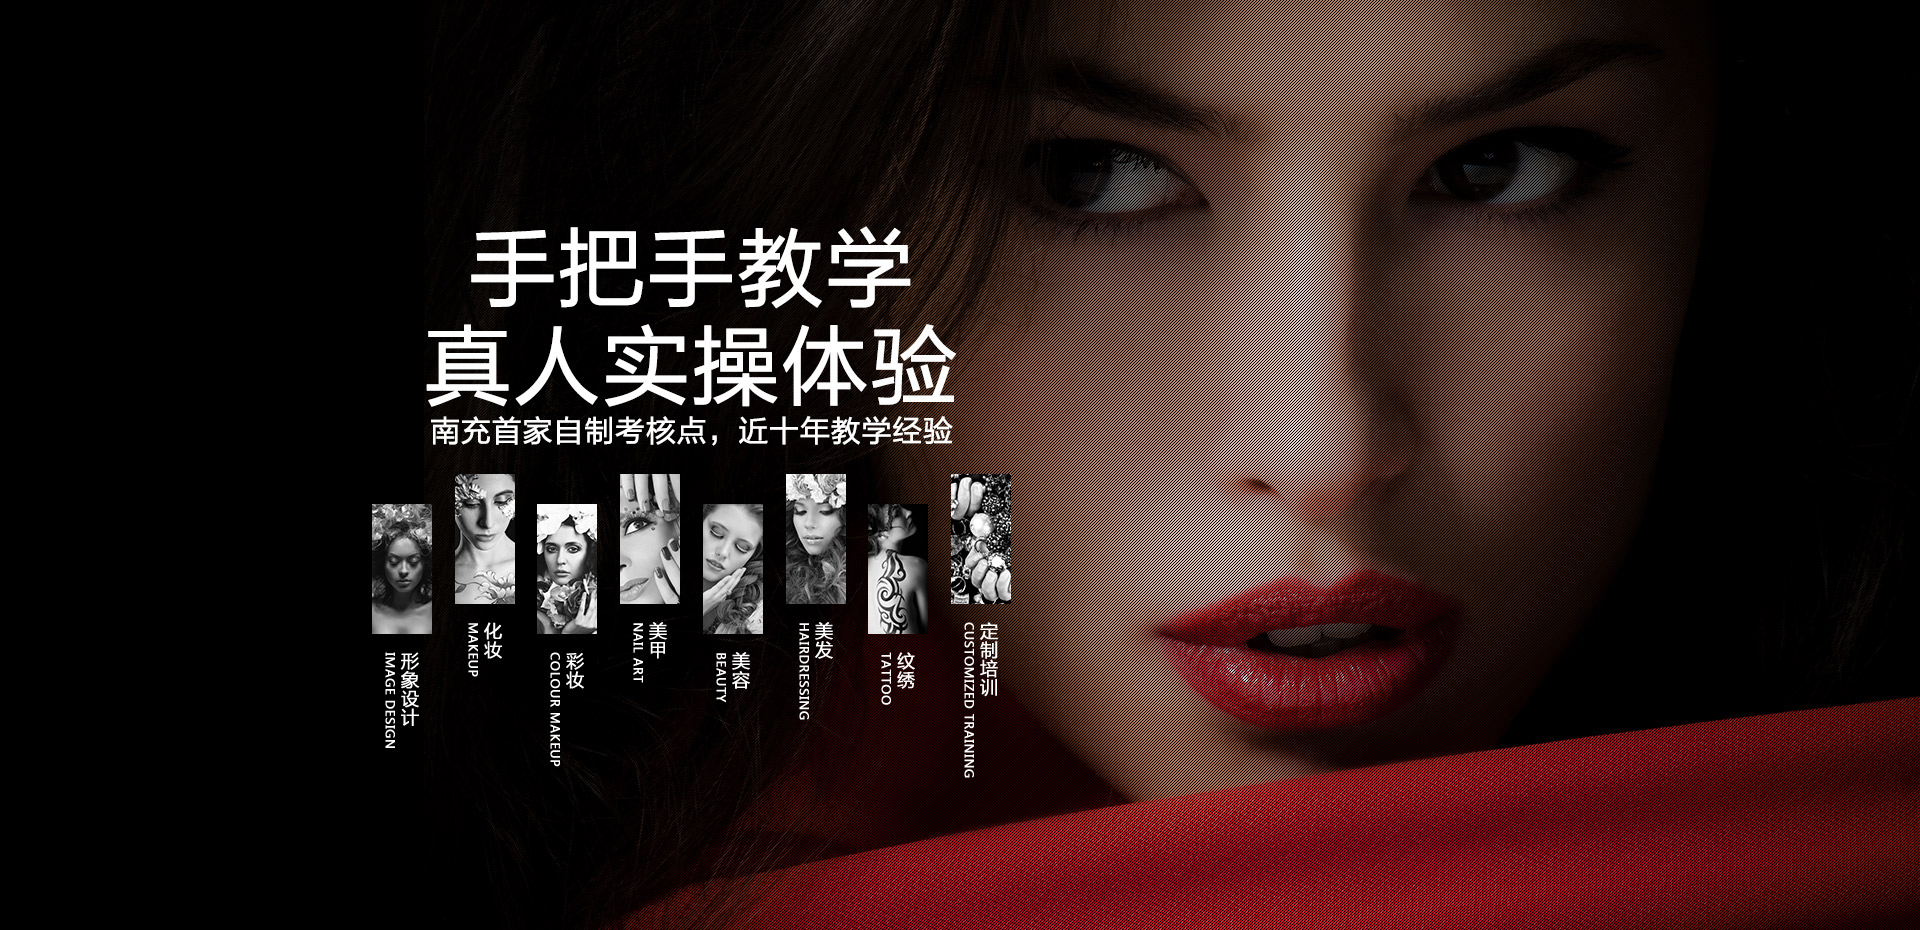 手把手教学
真人实操体验
南充首家自制考核点，近十年教学经验
形象设计
IMAGE DESIGN
化妆
MAKEUP
彩妆
COLOUR MAKEUP
美甲
NAIL ART
美容
BEAUTY
美发
HAIRDRESSING
纹绣
TATTOO
定制培训
CUSTOMIZED TRAINING